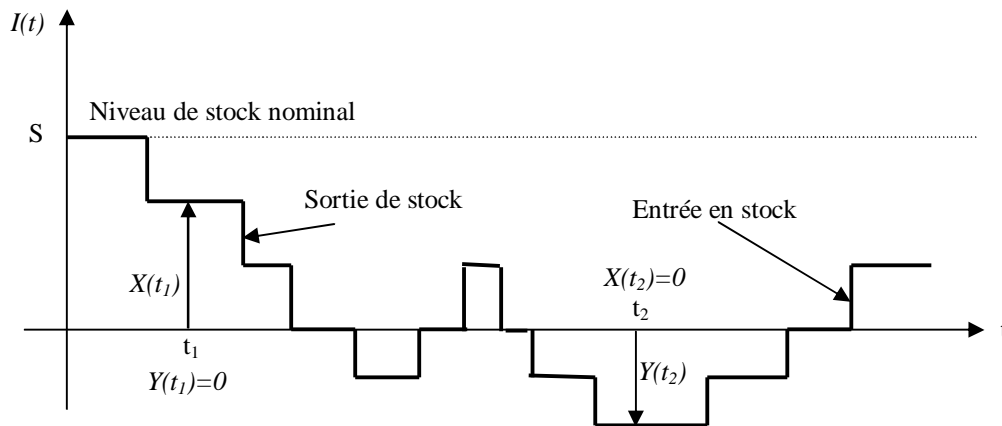 I(t)
Niveau de stock nominal
S
Sortie de stock
Entrée en stock
X(t₁)
X(t₂)=0
t₂
t₁
Y(t₁)=0
Y(t₂)